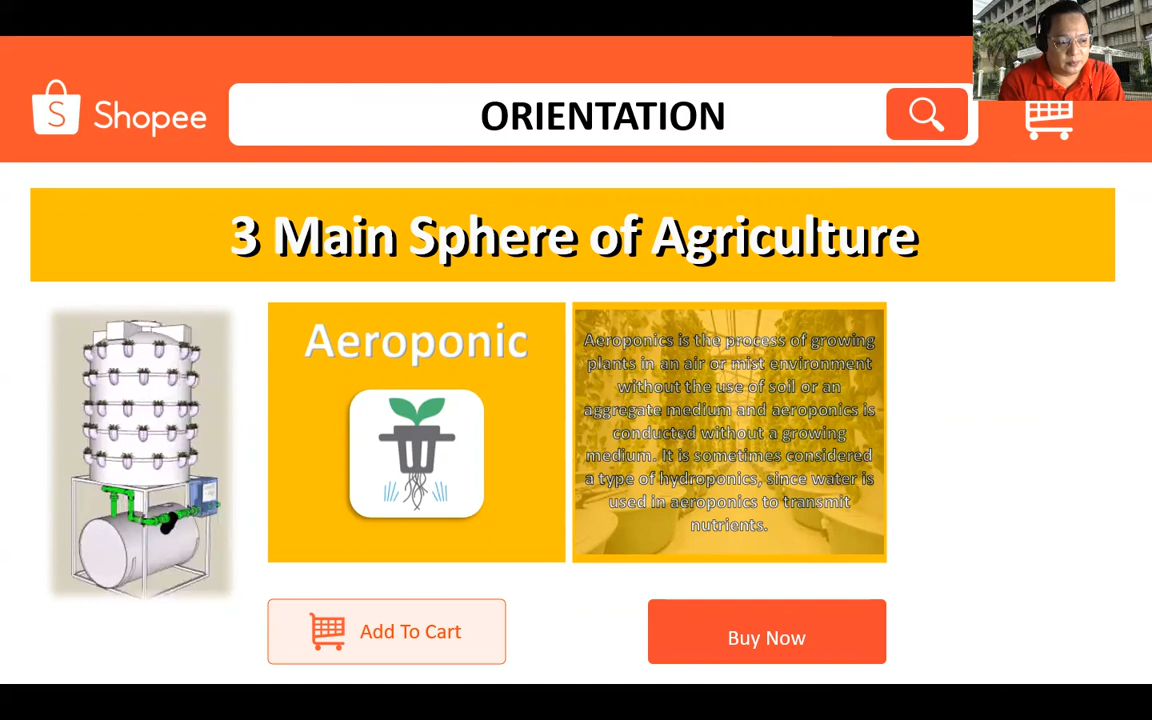 Shopee
ORIENTATION
3 Main Sphere of Agriculture
Aeroponic
Aeroponics is the process of growing
plants in an air or mist environment
without the use of soil or an
aggregate medium and aeroponics is
conducted without a growing
medium. It is sometimes considered
a type of hydroponics, since water is
used in aeroponics to transmit
nutrients.
Add To Cart
Buy Now